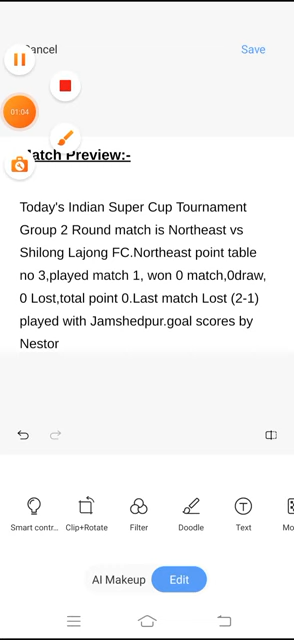 Cancel
Save
01:04
Match Preview:-
Today's Indian Super Cup Tournament
Group 2 Round match is Northeast vs
Shilong Lajong FC.Northeast point table
no 3,played match 1, won 0 match,0draw,
0 Lost,total point 0.Last match Lost (2-1)
played with Jamshedpur.goal scores by
Nestor
Smart contr... Clip+Rotate Filter Doodle Text Mo
AI Makeup Edit